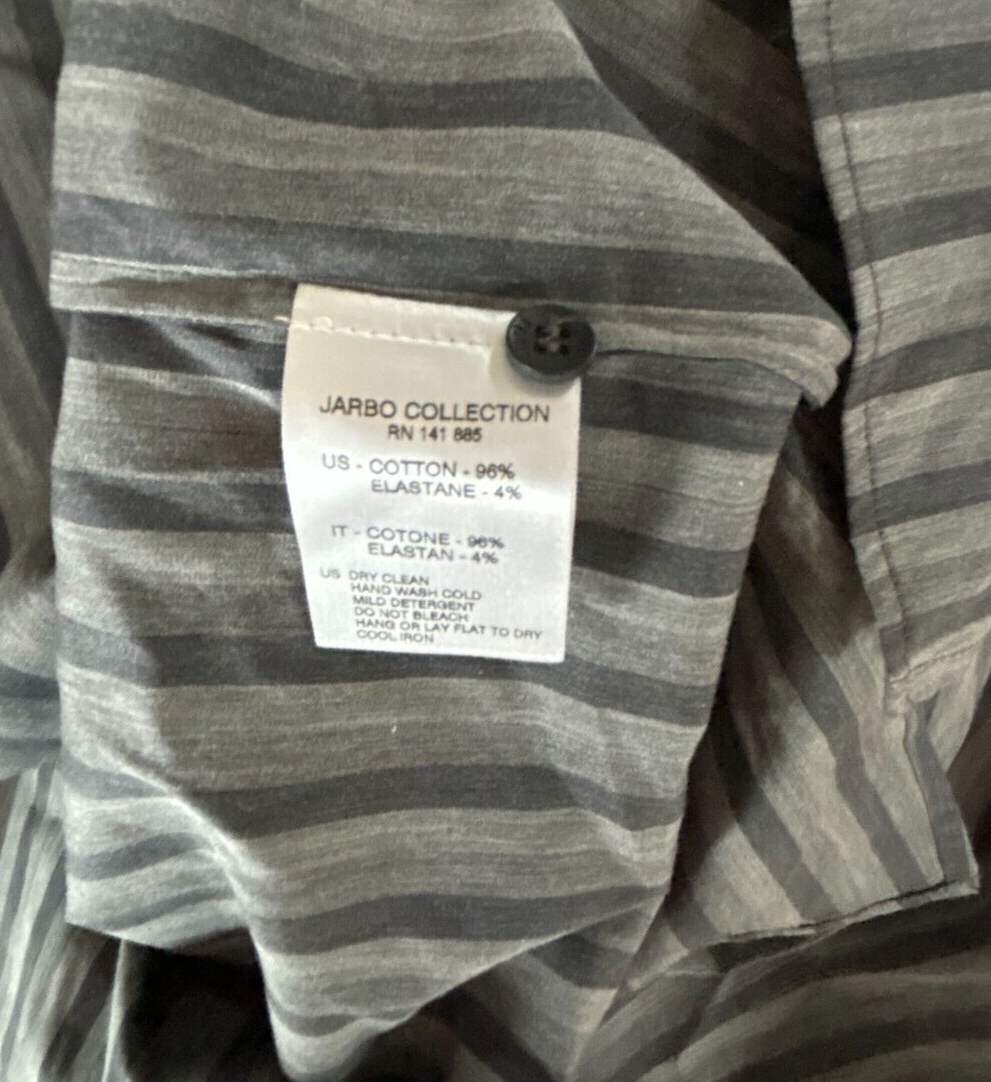 JARBO COLLECTION
RN 141 885
US - COTTON - 96%
ELASTANE - 4%
IT - COTONE - 96%
ELASTAN - 4%
US DRY CLEAN
HAND WASH COLD
MILD DETERGENT
DO NOT BLEACH
HANG OR LAY FLAT TO DRY
COOL IRON